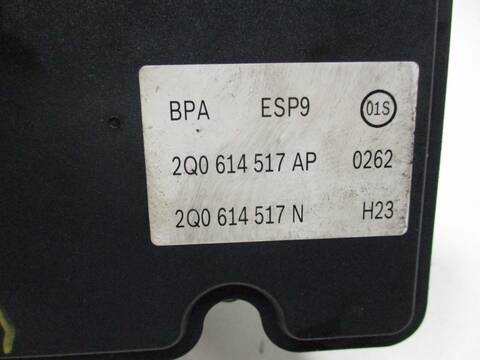 BPA ESP9 01S
2Q0 614 517 AP 0262
2Q0 614 517 N H23